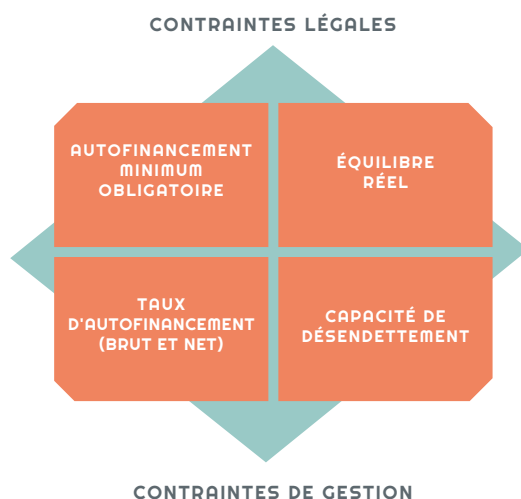 CONTRAINTES LÉGALES
AUTOFINANCEMENT
MINIMUM
OBLIGATOIRE
ÉQUILIBRE
RÉEL
TAUX
D'AUTOFINANCEMENT
(BRUT ET NET)
CAPACITÉ DE
DÉSENDETTEMENT
CONTRAINTES DE GESTION